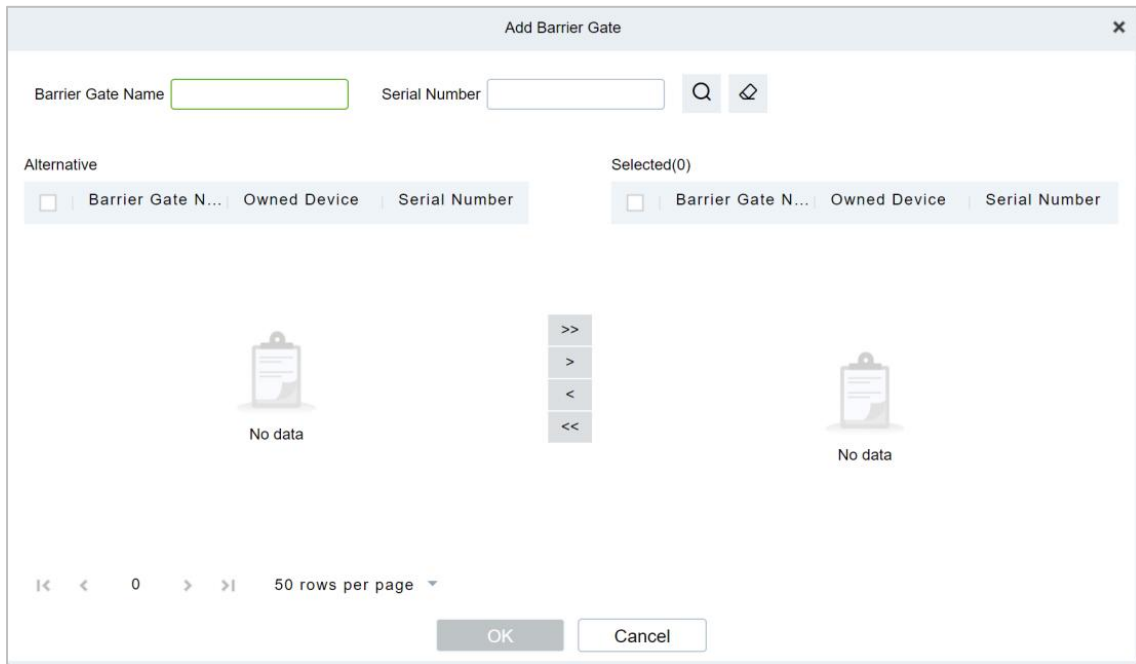 Add Barrier Gate
Barrier Gate Name Serial Number
Alternative
Barrier Gate N... Owned Device Serial Number
Selected(0)
Barrier Gate N... Owned Device Serial Number
No data
>>
>
<
<<
No data
0
50 rows per page
OK Cancel